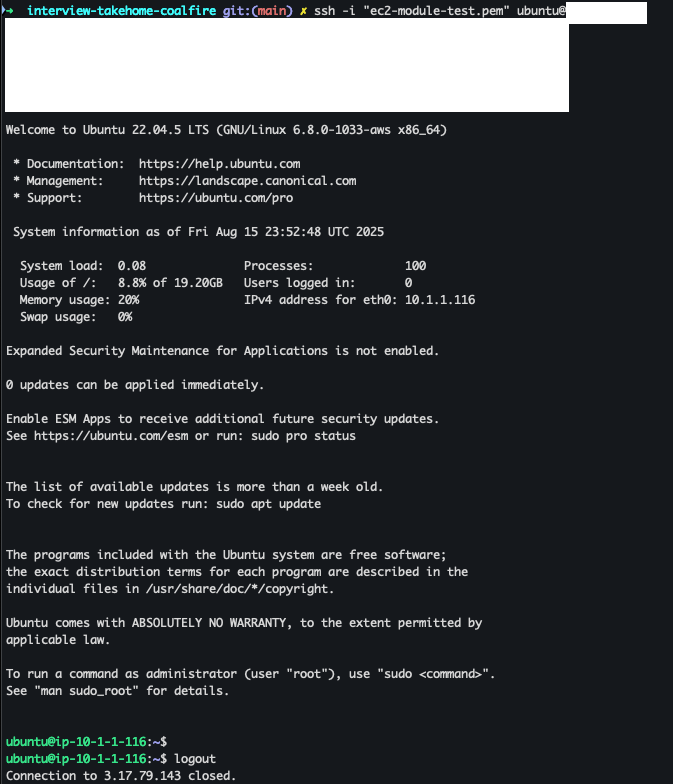 → interview-takehome-coalfire git:(main) ✗ ssh -i "ec2-module-test.pem" ubuntu@
Welcome to Ubuntu 22.04.5 LTS (GNU/Linux 6.8.0-1033-aws x86_64)
* Documentation: https://help.ubuntu.com
* Management: https://landscape.canonical.com
* Support: https://ubuntu.com/pro
System information as of Fri Aug 15 23:52:48 UTC 2025
System load: 0.08 Processes: 100
Usage of /: 8.8% of 19.20GB Users logged in: 0
Memory usage: 20% IPv4 address for eth0: 10.1.1.116
Swap usage: 0%
Expanded Security Maintenance for Applications is not enabled.
0 updates can be applied immediately.
Enable ESM Apps to receive additional future security updates.
See https://ubuntu.com/esm or run: sudo pro status
The list of available updates is more than a week old.
To check for new updates run: sudo apt update
The programs included with the Ubuntu system are free software;
the exact distribution terms for each program are described in the
individual files in /usr/share/doc/*/copyright.
Ubuntu comes with ABSOLUTELY NO WARRANTY, to the extent permitted by
applicable law.
To run a command as administrator (user "root"), use "sudo <command>".
See "man sudo_root" for details.
ubuntu@ip-10-1-1-116:~$
ubuntu@ip-10-1-1-116:~$ logout
Connection to 3.17.79.143 closed.